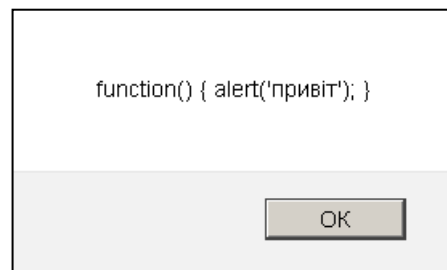 function() { alert('привіт'); }
OK